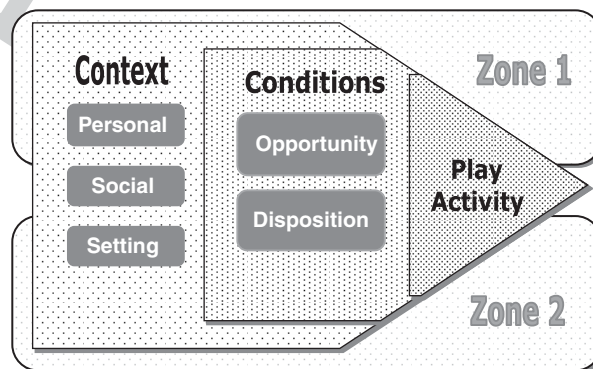 Context
Personal
Social
Setting
Conditions
Opportunity
Disposition
Play
Activity
Zone 1
Zone 2